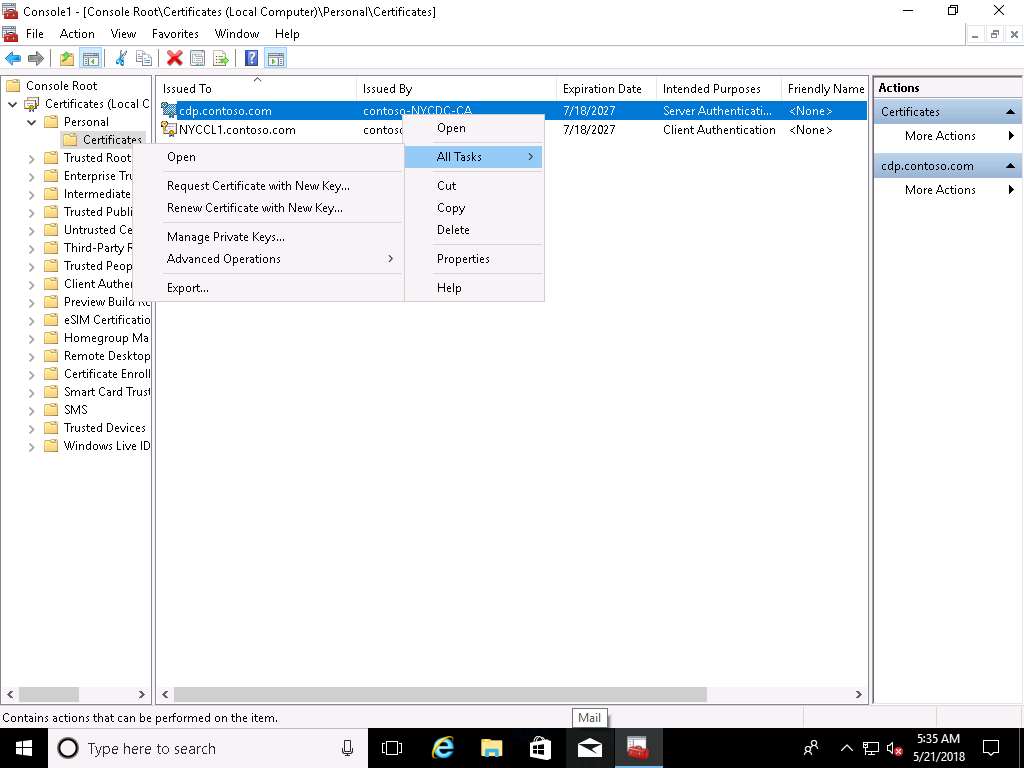 Console1 - [Console Root\Certificates (Local Computer)\Personal\Certificates]
File Action View Favorites Window Help
Console Root
Certificates (Local C
Personal
Certificates
Trusted Root
Enterprise Tru
Intermediate
Trusted Publi
Untrusted Ce
Third-Party R
Trusted Peop
Client Auther
Preview Build Ro
eSIM Certificatio
Homegroup Ma
Remote Desktop
Certificate Enroll
Smart Card Trust
SMS
Trusted Devices
Windows Live ID
Issued To Issued By Expiration Date Intended Purposes Friendly Name
cdp.contoso.com contoso-NYCDC-CA 7/18/2027 Server Authenticati... <None>
NYCCL1.contoso.com contoso 7/18/2027 Client Authentication <None>
Open
All Tasks
Cut
Copy
Delete
Properties
Help
Open
Request Certificate with New Key...
Renew Certificate with New Key...
Manage Private Keys...
Advanced Operations
Export...
Actions
Certificates
More Actions
cdp.contoso.com
More Actions
Contains actions that can be performed on the item.
Mail
Type here to search
5:35 AM
5/21/2018